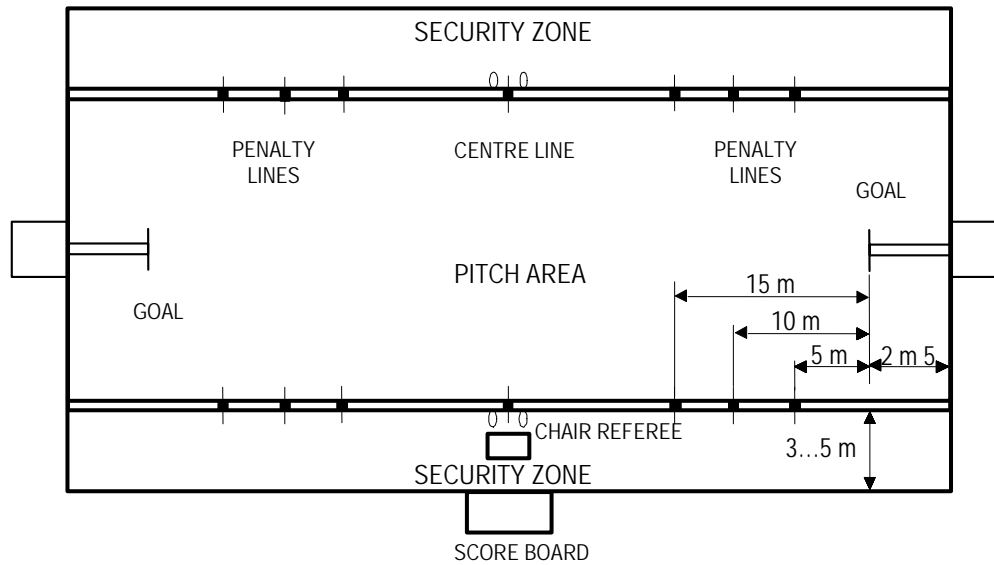 SECURITY ZONE
PENALTY
LINES
CENTRE LINE
PENALTY
LINES
GOAL
PITCH AREA
GOAL
15 m
10 m
5 m
2 m 5
CHAIR REFEREE
3…5 m
SECURITY ZONE
SCORE BOARD